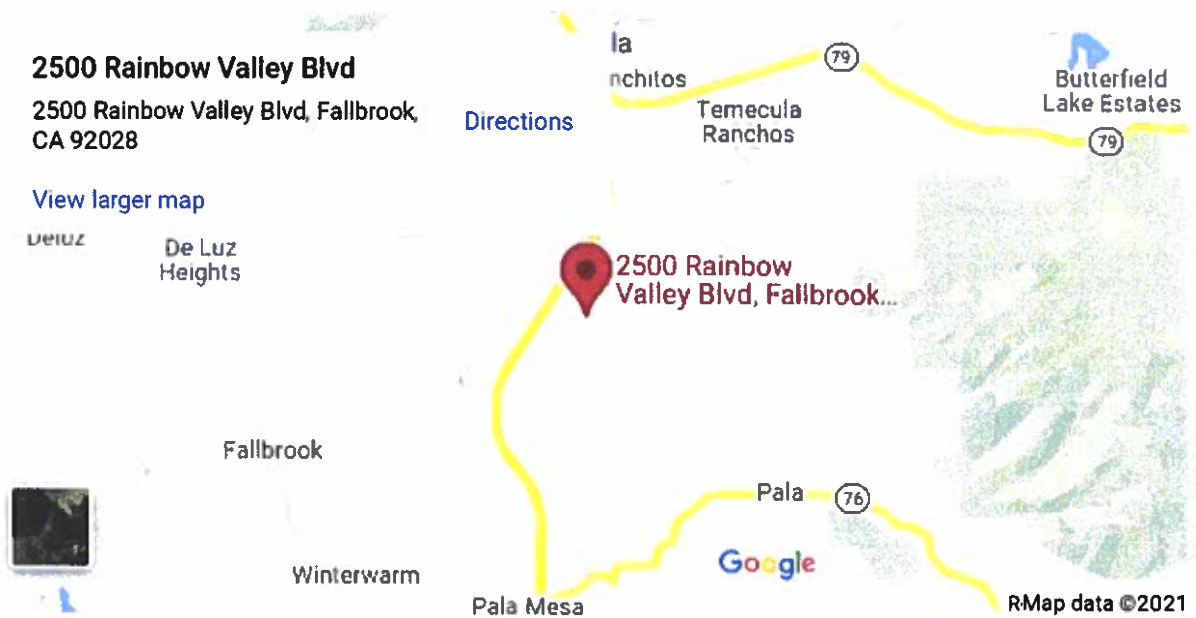 2500 Rainbow Valley Blvd
2500 Rainbow Valley Blvd, Fallbrook,
CA 92028
Directions
View larger map
la
nchitos
79
Temecula
Ranchos
Butterfield
Lake Estates
79
Deluz
De Luz
Heights
2500 Rainbow
Valley Blvd, Fallbrook...
Fallbrook
Pala
76
Google
Winterwarm
Pala Mesa
RMap data ©2021